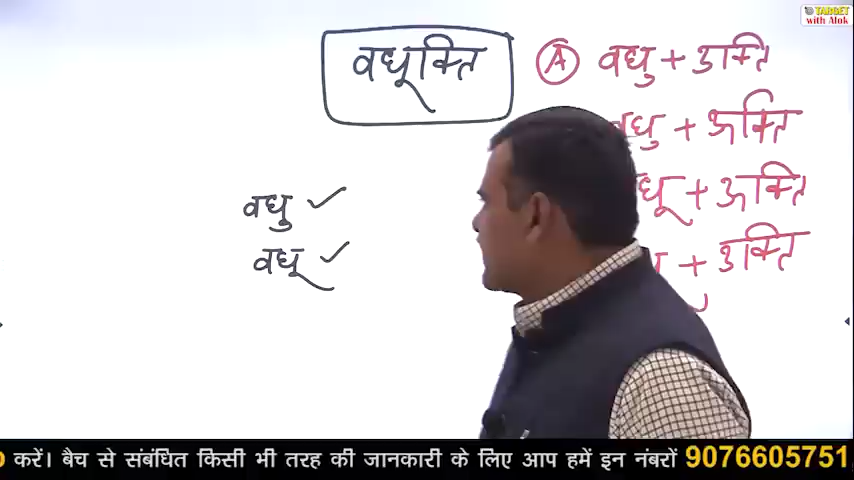 TARGET
with Alok
वधूक्ति
A वधु + उक्ति
वधु + ऊक्ति
धू + ऊक्ति
+ उक्ति
वधु ✓
वधू ✓
करें। बैच से संबंधित किसी भी तरह की जानकारी के लिए आप हमें इन नंबरों 9076605751